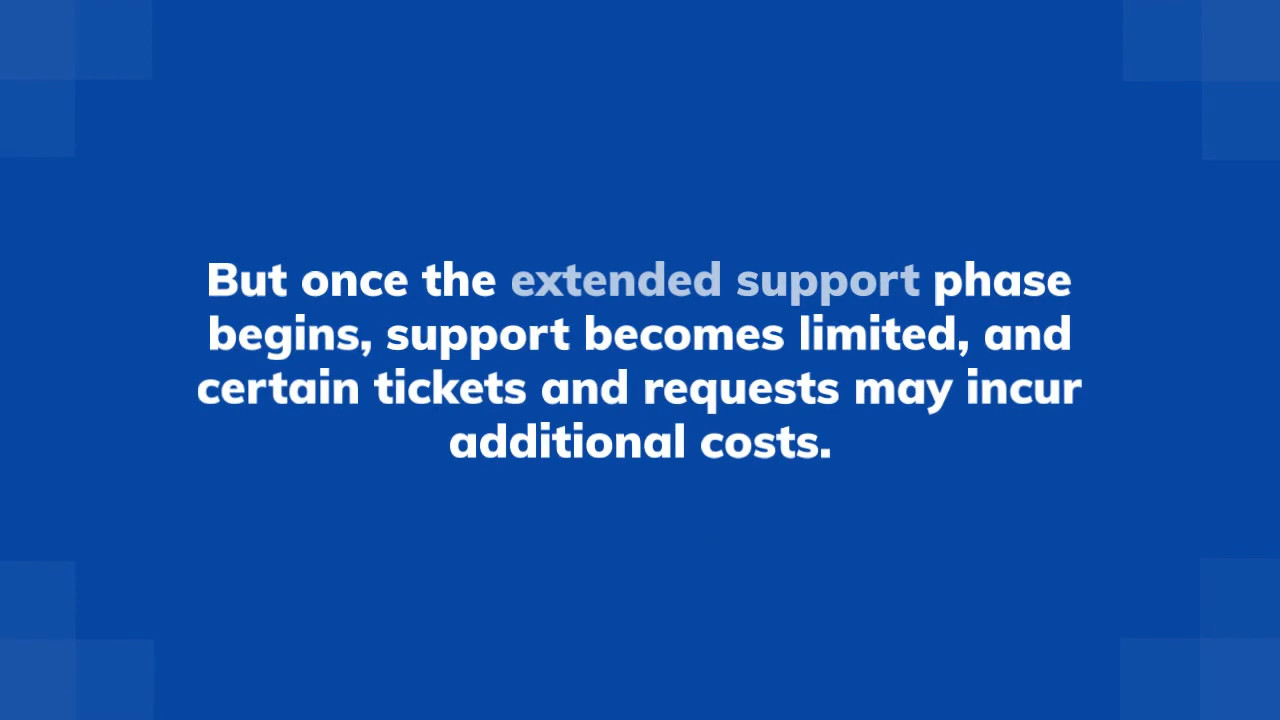 But once the extended support phase
begins, support becomes limited, and
certain tickets and requests may incur
additional costs.